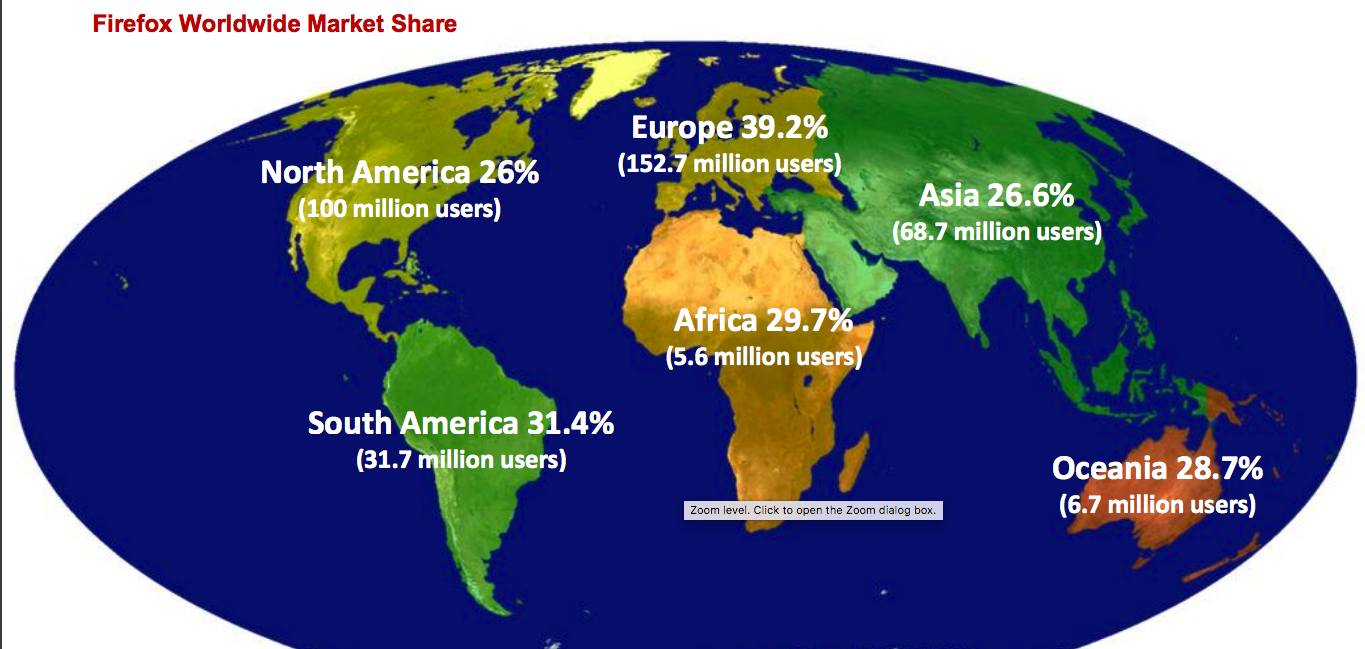 Firefox Worldwide Market Share
Europe 39.2%
(152.7 million users)
North America 26%
(100 million users)
Asia 26.6%
(68.7 million users)
Africa 29.7%
(5.6 million users)
South America 31.4%
(31.7 million users)
Oceania 28.7%
(6.7 million users)
Zoom level. Click to open the Zoom dialog box.